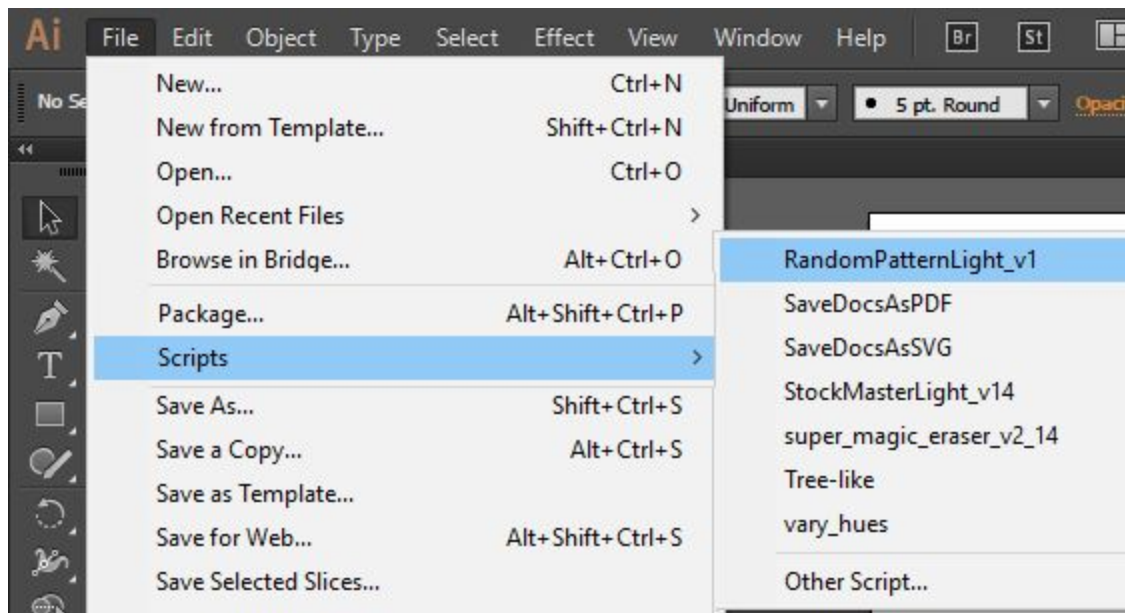 Ai File Edit Object Type Select Effect View Window Help Br St
No Se
Uniform 5 pt. Round Opaci
New... Ctrl+N
New from Template... Shift+Ctrl+N
Open... Ctrl+O
Open Recent Files
Browse in Bridge... Alt+Ctrl+O
Package... Alt+Shift+Ctrl+P
Scripts
Save As... Shift+Ctrl+S
Save a Copy... Alt+Ctrl+S
Save as Template...
Save for Web... Alt+Shift+Ctrl+S
Save Selected Slices...
RandomPatternLight_v1
SaveDocsAsPDF
SaveDocsAsSVG
StockMasterLight_v14
super_magic_eraser_v2_14
Tree-like
vary_hues
Other Script...